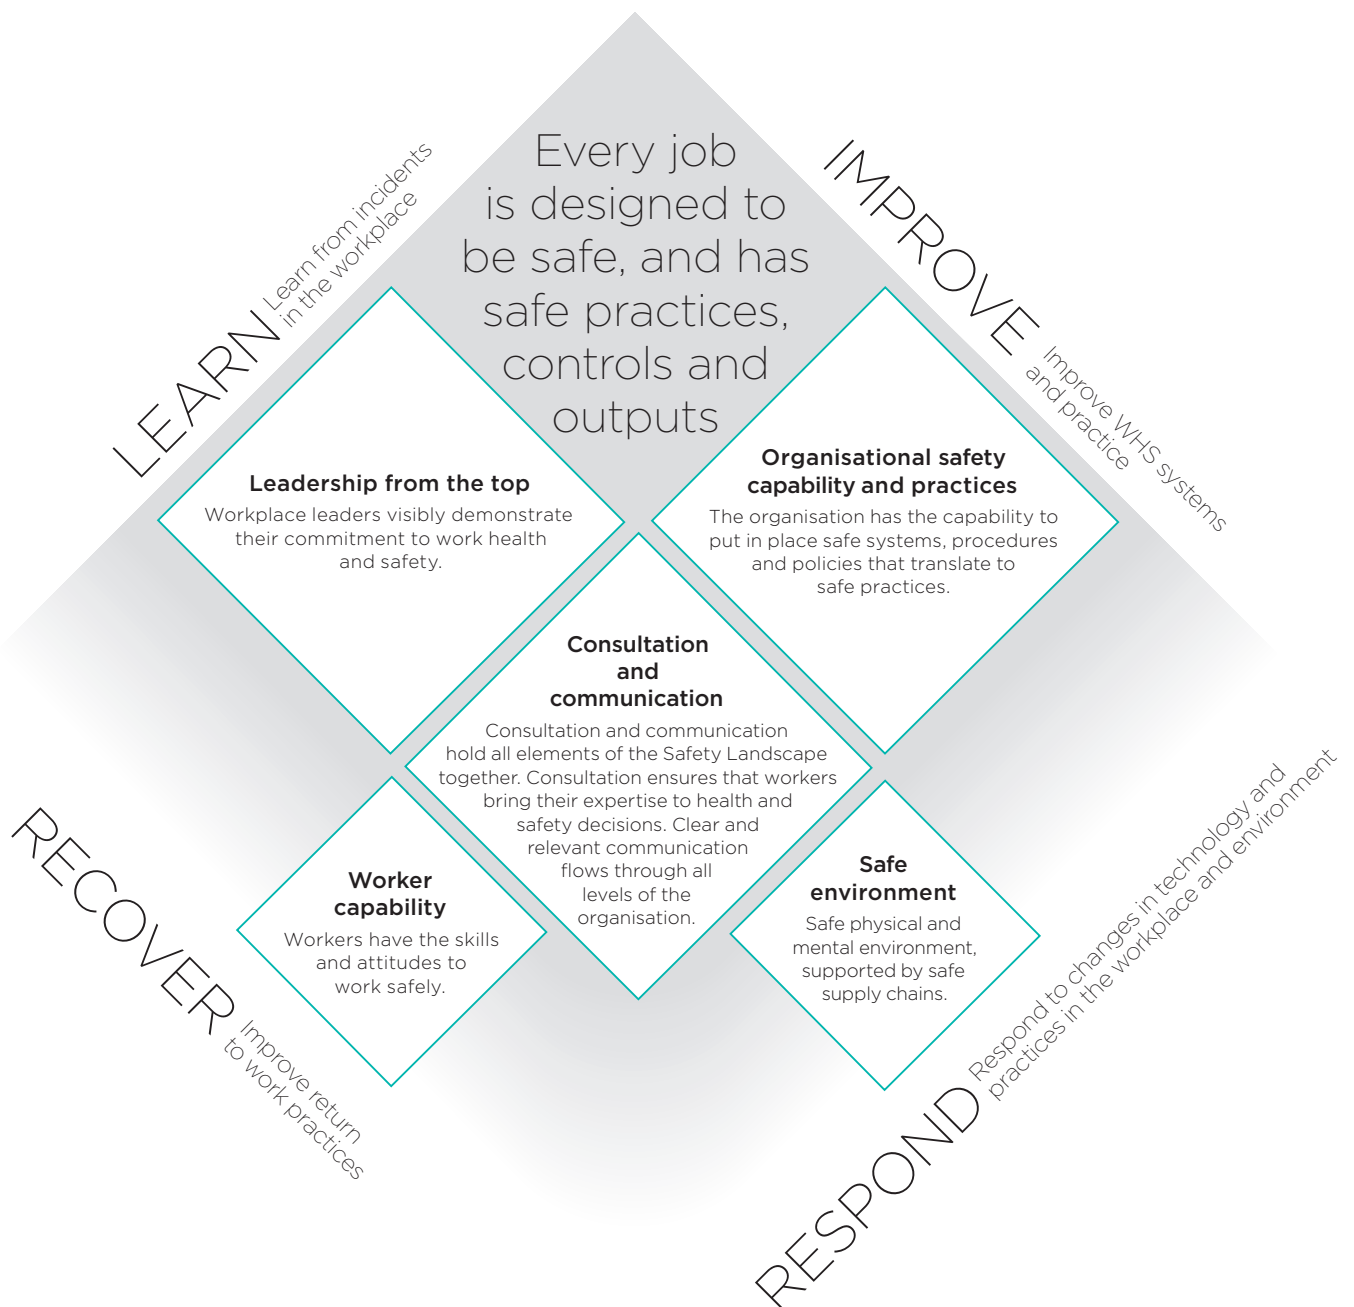 Every job
is designed to
be safe, and has
safe practices,
controls and
outputs
LEARN
Learn from incidents
in the workplace
IMPROVE
Improve WHS systems
and practice
Leadership from the top
Workplace leaders visibly demonstrate
their commitment to work health
and safety.
Organisational safety
capability and practices
The organisation has the capability to
put in place safe systems, procedures
and policies that translate to
safe practices.
Consultation
and
communication
Consultation and communication
hold all elements of the Safety Landscape
together. Consultation ensures that workers
bring their expertise to health and
safety decisions. Clear and
relevant communication
flows through all
levels of the
organisation.
Worker
capability
Workers have the skills
and attitudes to
work safely.
Safe
environment
Safe physical and
mental environment,
supported by safe
supply chains.
RECOVER
Improve return
to work practices
RESPOND
Respond to changes in technology and
practices in the workplace and environment